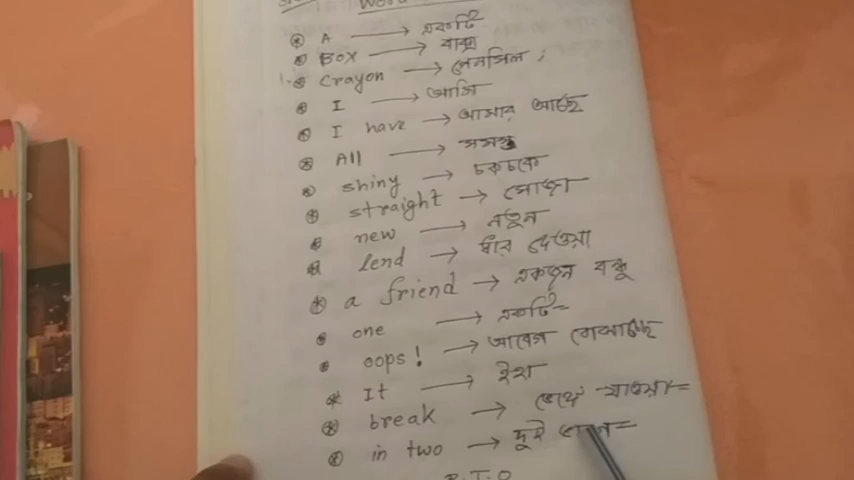 Word
A → একটি
Box → বাক্স
Crayon → পেনসিল ;
I → আমি
I have → আমার আছে
All → সমস্ত
shiny → চকচকে
straight → সোজা
new → নতুন
lend → ধার দেওয়া
a friend → একজন বন্ধু
one → একটি =
oops! → আবেগ
It → ইহা
break → ভেঙে যাওয়া =
in two → দুই
P.T.O